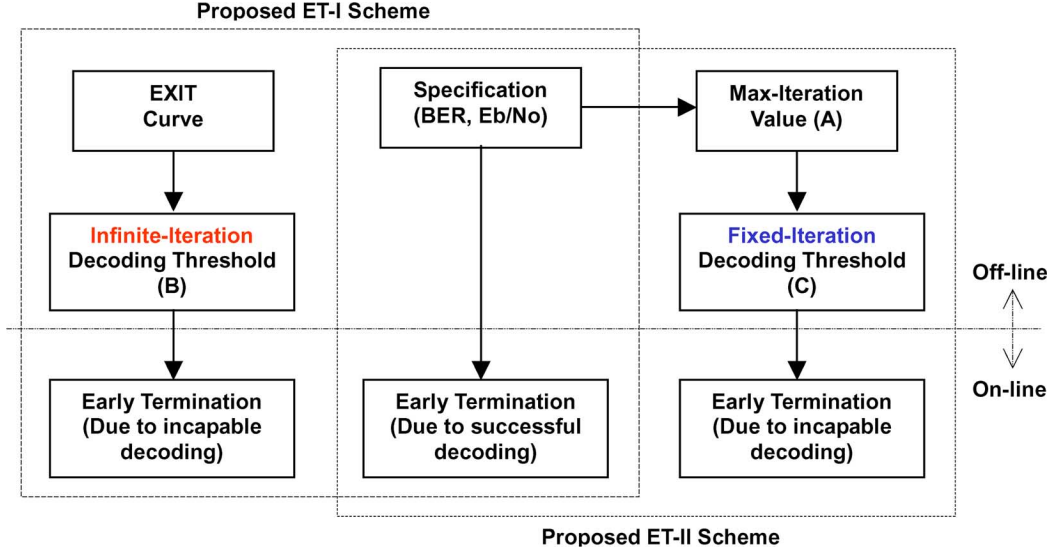 Proposed ET-I Scheme
EXIT
Curve
Specification
(BER, Eb/No)
Max-Iteration
Value (A)
Infinite-Iteration
Decoding Threshold
(B)
Fixed-Iteration
Decoding Threshold
(C)
Off-line
On-line
Early Termination
(Due to incapable
decoding)
Early Termination
(Due to successful
decoding)
Early Termination
(Due to incapable
decoding)
Proposed ET-II Scheme